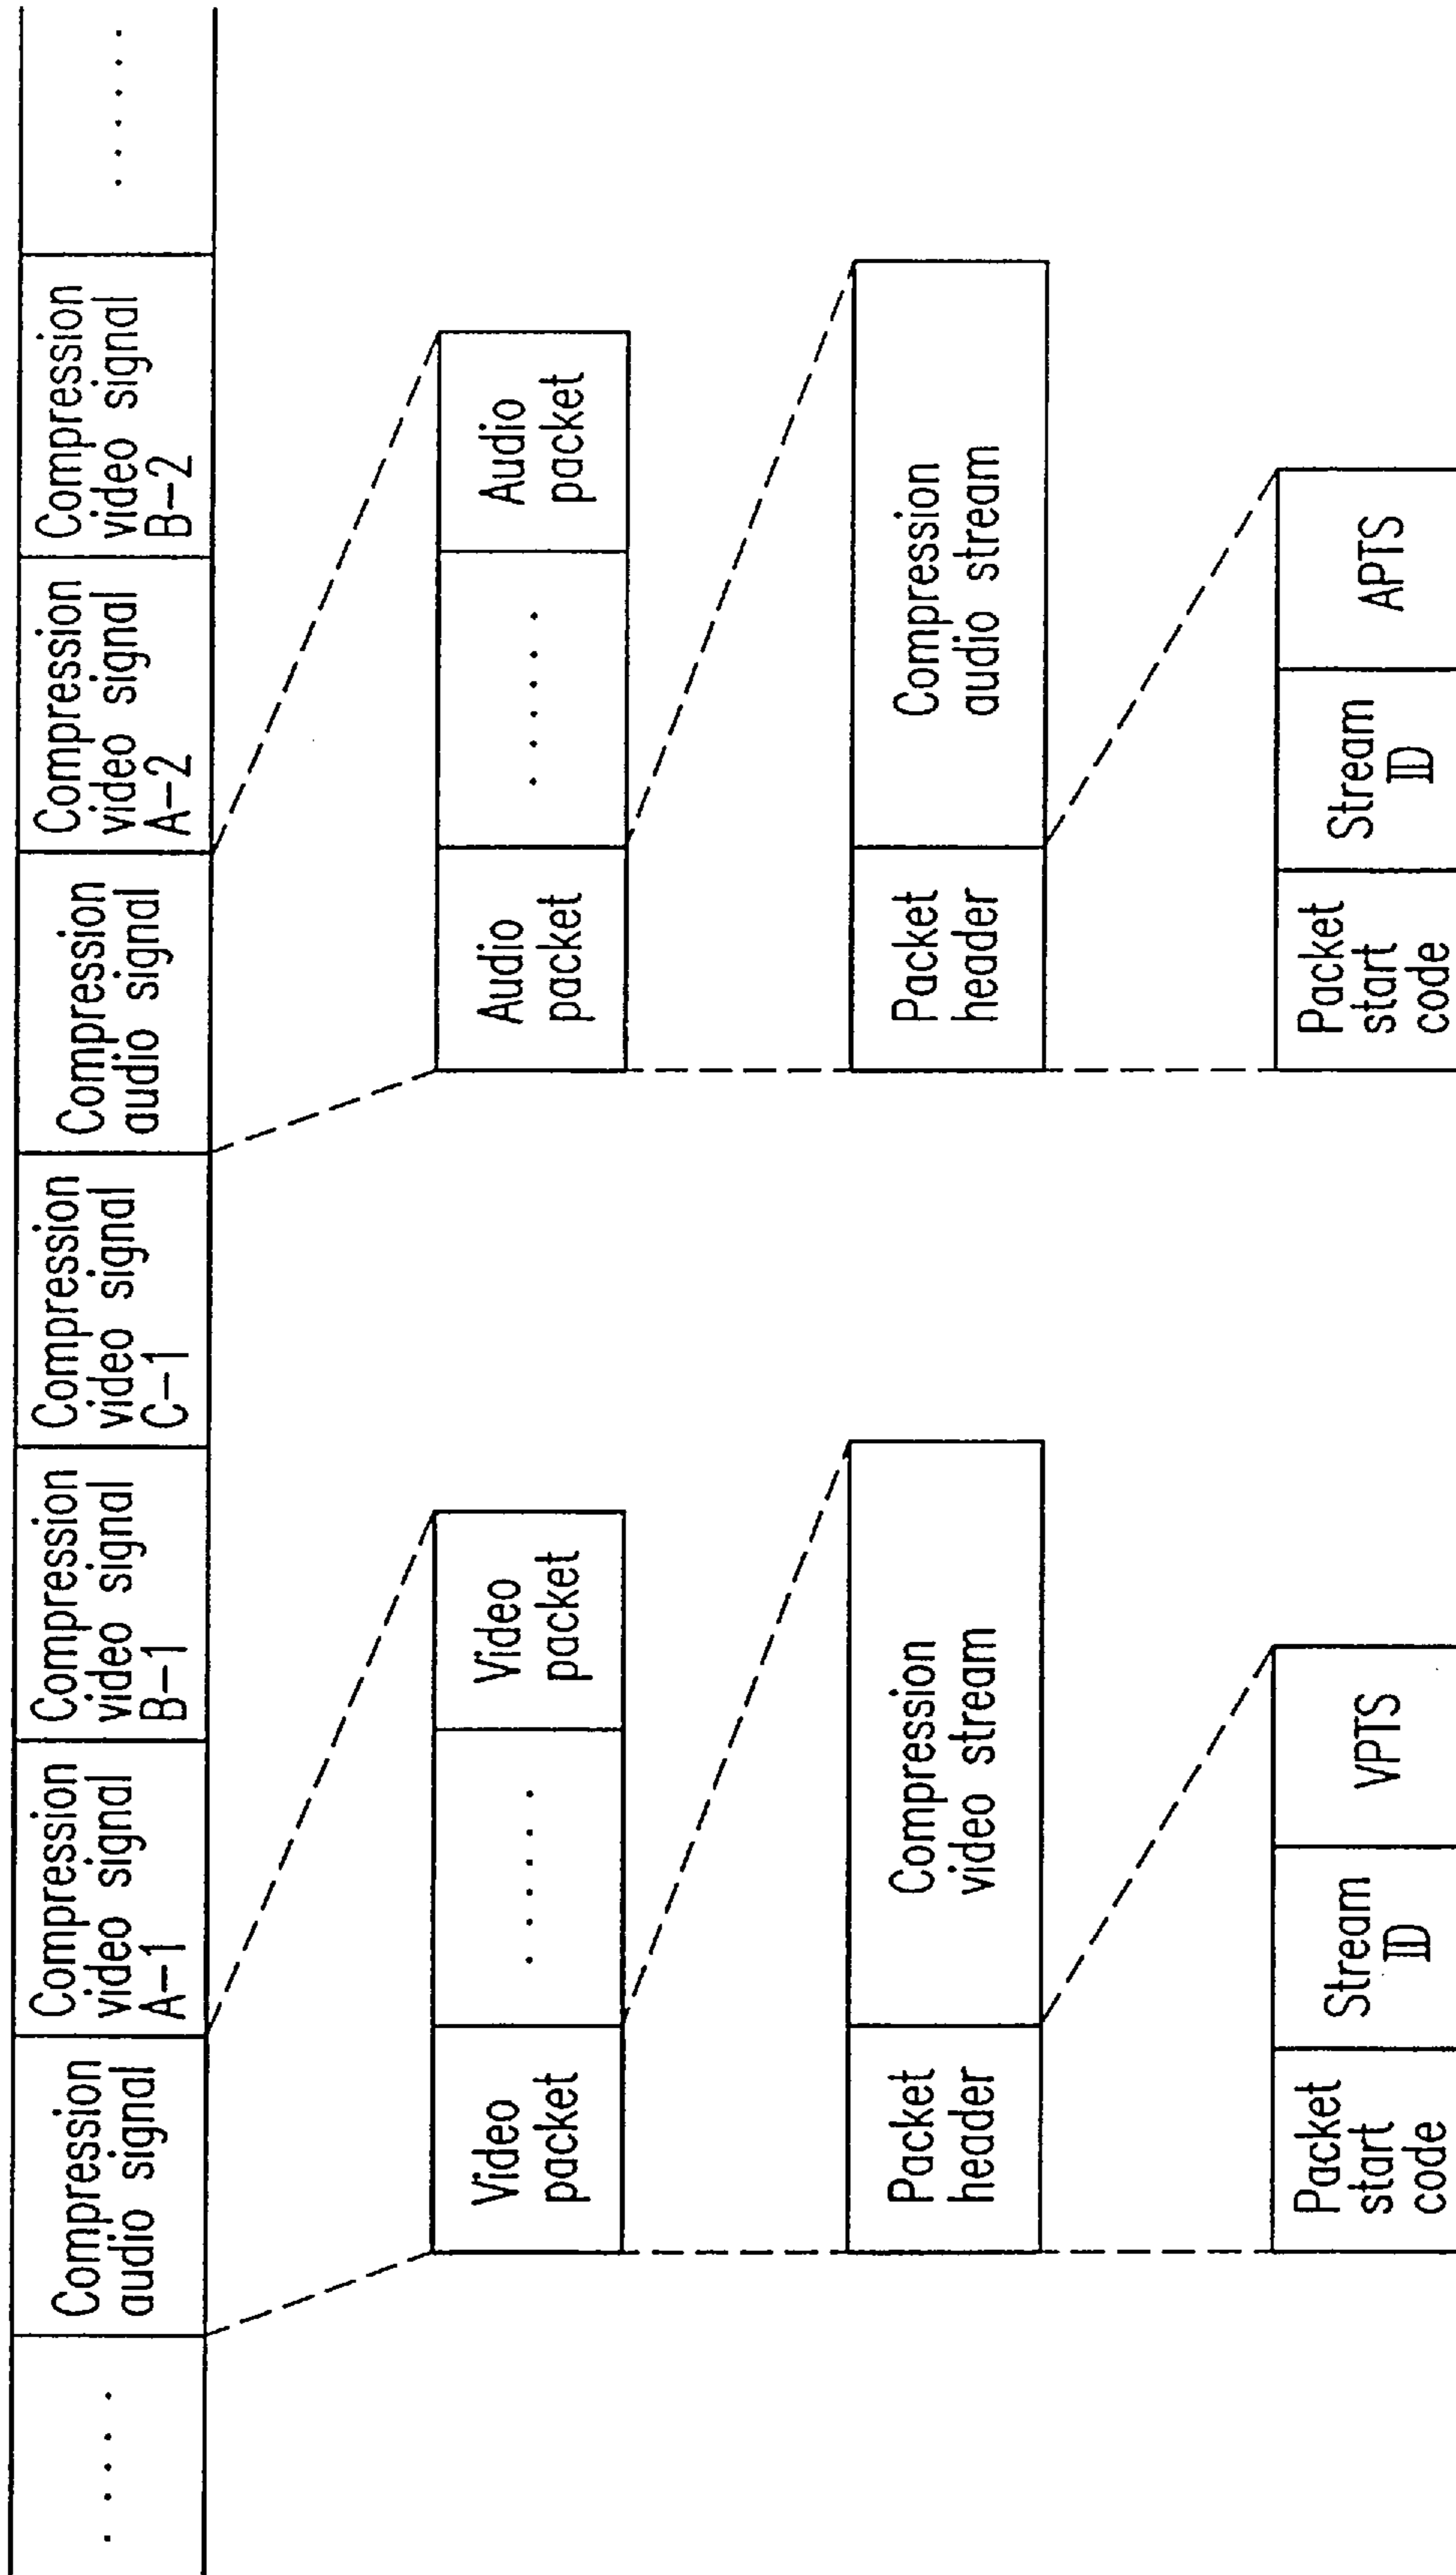 . . . .
Compression
audio signal
Compression
video signal
A-1
Compression
video signal
B-1
Compression
video signal
C-1
Compression
audio signal
Compression
video signal
A-2
Compression
video signal
B-2
. . . . . .
Video
packet
. . . . . .
Video
packet
Audio
packet
. . . . . .
Audio
packet
Packet
header
Compression
video stream
Packet
header
Compression
audio stream
Packet
start
code
Stream
ID
VPTS
Packet
start
code
Stream
ID
APTS